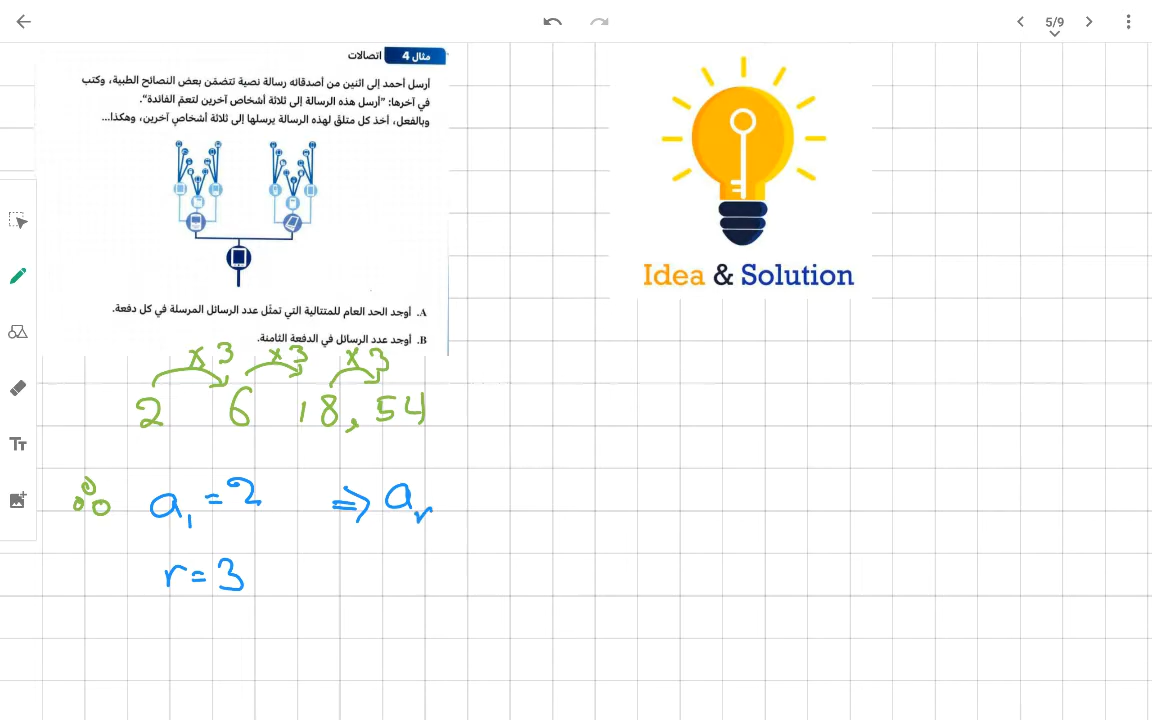 5/9
مثال 4 اتصالات
أرسل أحمد إلى اثنين من أصدقائه رسالة نصية تتضمّن بعض النصائح الطبية، وكتب
في آخرها: "أرسل هذه الرسالة إلى ثلاثة أشخاص آخرين لتعمّ الفائدة".
وبالفعل، أخذ كل متلقٍ لهذه الرسالة يرسلها إلى ثلاثة أشخاصٍ آخرين، وهكذا...
Idea & Solution
A. أوجد الحد العام للمتتالية التي تمثّل عدد الرسائل المرسلة في كل دفعة.
B. أوجد عدد الرسائل في الدفعة الثامنة.
x 3 x 3 x 3
2 6 18, 54
a₁ = 2 ⇒ aᵣ
r = 3
Tт